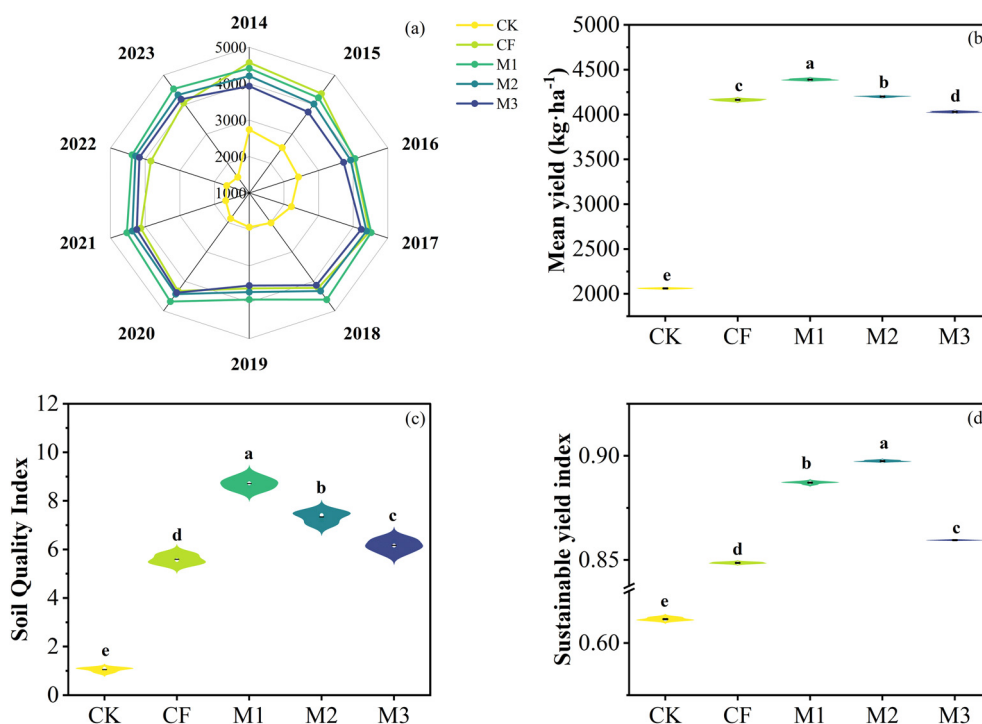 (a)
2014
2015
2016
2017
2018
2019
2020
2021
2022
2023
5000
4000
3000
2000
1000
CK
CF
M1
M2
M3
(b)
Mean yield (kg·ha⁻¹)
5000
4500
4000
3500
3000
2500
2000
e
c
a
b
d
CK CF M1 M2 M3
(c)
Soil Quality Index
12
10
8
6
4
2
0
e
d
a
b
c
CK CF M1 M2 M3
(d)
Sustainable yield index
0.90
0.85
0.60
e
d
b
a
c
CK CF M1 M2 M3